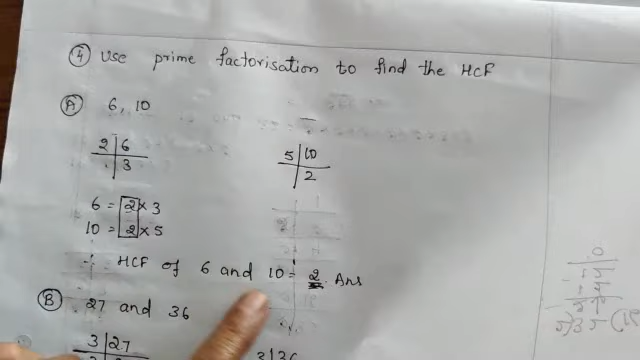 4 Use prime factorisation to find the HCF
A 6, 10
2 6
3
5 10
2
6 = 2 × 3
10 = 2 × 5
∴ HCF of 6 and 10 = 2. Ans
B 27 and 36
3 27
3 36